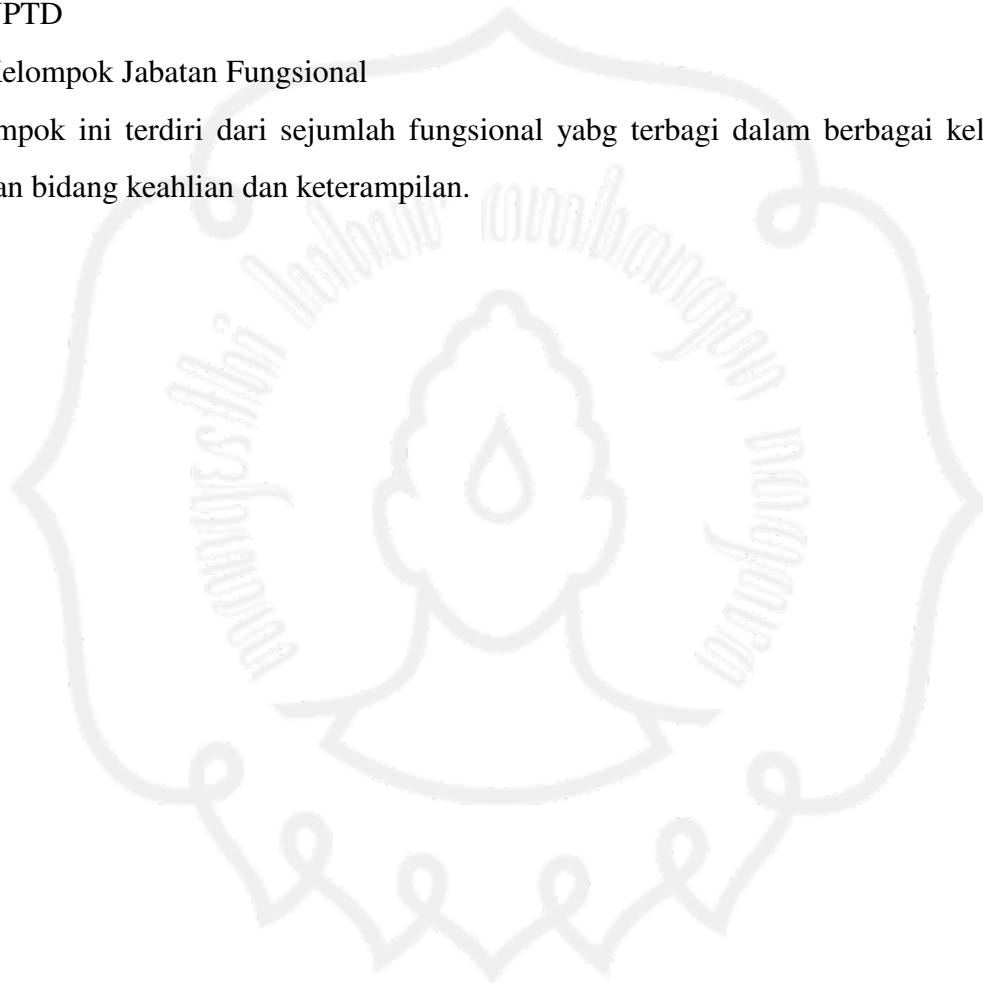 UPTD
Kelompok Jabatan Fungsional
mpok ini terdiri dari sejumlah fungsional yabg terbagi dalam berbagai kel
an bidang keahlian dan keterampilan.